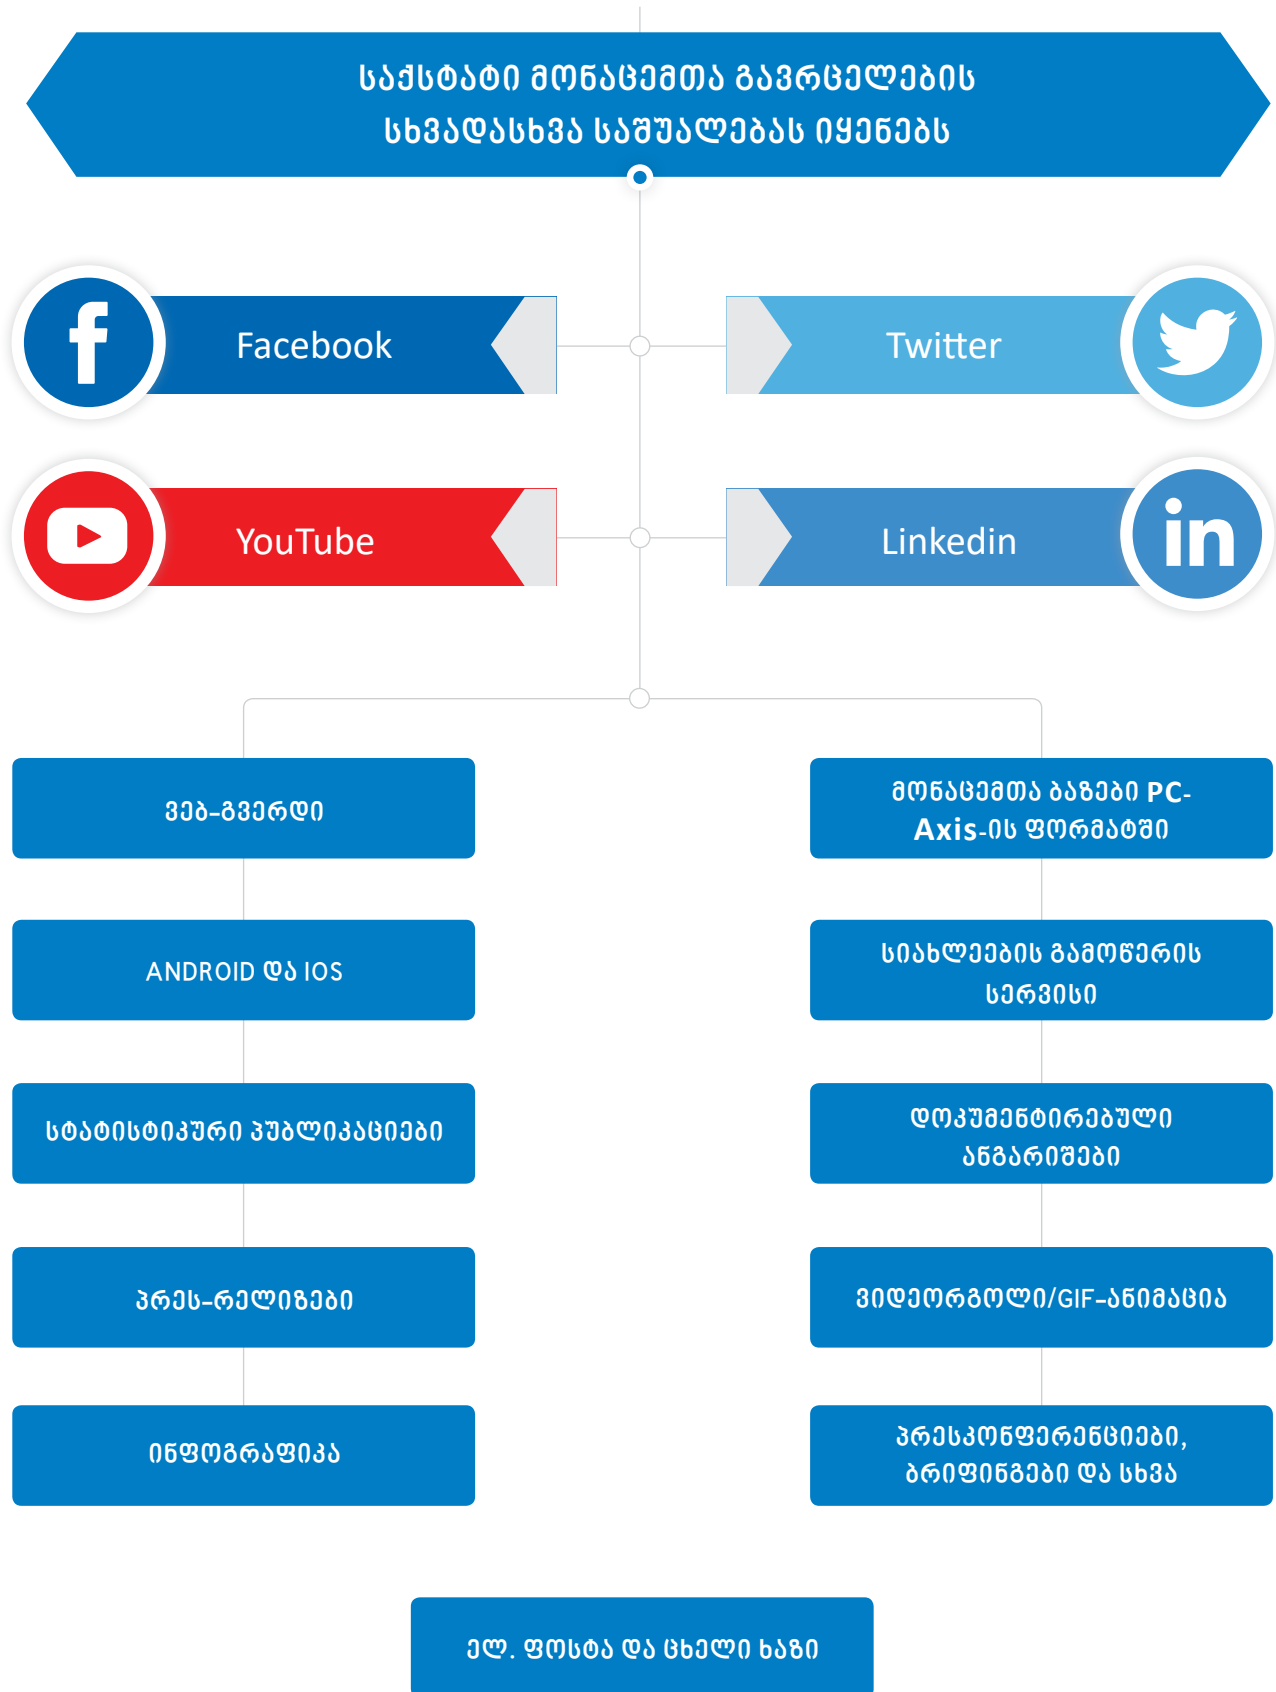 საქსტატი მონაცემთა გავრცელების
სხვადასხვა საშუალებას იყენებს
Facebook
Twitter
YouTube
Linkedin
in
ვებ-გვერდი
მონაცემთა ბაზები PC-
Axis-ის ფორმატში
ANDROID და IOS
სიახლეების გამოწერის
სერვისი
სტატისტიკური პუბლიკაციები
დოკუმენტირებული
ანგარიშები
პრეს-რელიზები
ვიდეორგოლი/GIF-ანიმაცია
ინფოგრაფიკა
პრესკონფერენციები,
ბრიფინგები და სხვა
ელ. ფოსტა და ცხელი ხაზი